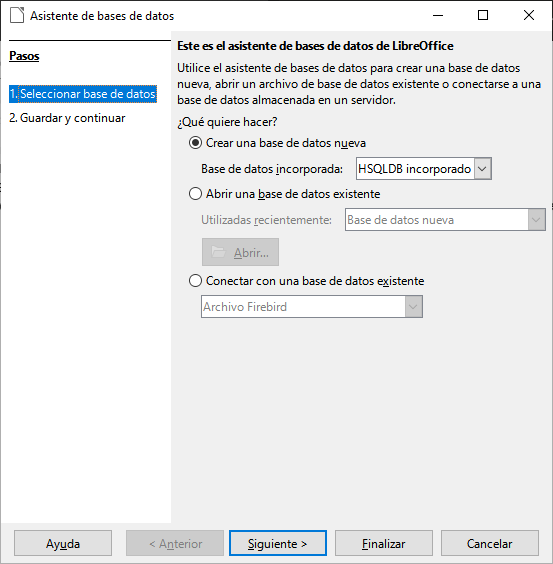 Asistente de bases de datos
Pasos
1. Seleccionar base de datos
2. Guardar y continuar
Este es el asistente de bases de datos de LibreOffice
Utilice el asistente de bases de datos para crear una base de datos
nueva, abrir un archivo de base de datos existente o conectarse a una
base de datos almacenada en un servidor.
¿Qué quiere hacer?
Crear una base de datos nueva
Base de datos incorporada: HSQLDB incorporado
Abrir una base de datos existente
Utilizadas recientemente: Base de datos nueva
Abrir...
Conectar con una base de datos existente
Archivo Firebird
Ayuda < Anterior Siguiente > Finalizar Cancelar